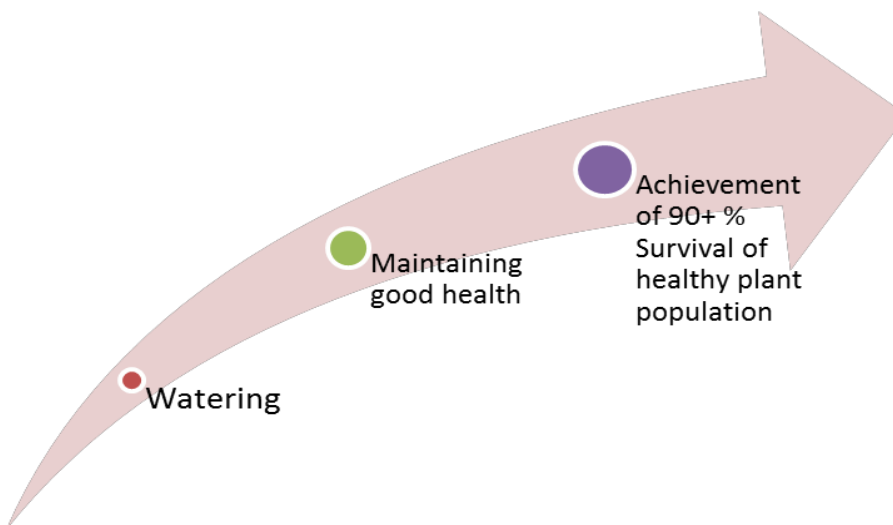 Achievement
of 90+ %
Survival of
healthy plant
population
Maintaining
good health
Watering